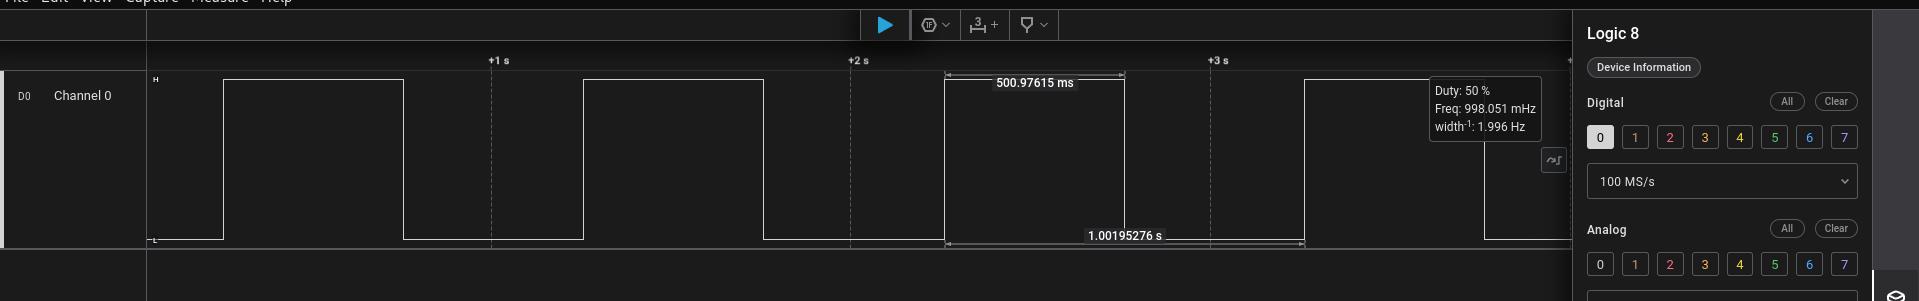 File Edit View Capture Measure Help
3 +
Logic 8
Device Information
+1 s
+2 s
+3 s
D0 Channel 0
H
L
500.97615 ms
1.00195276 s
Duty: 50 %
Freq: 998.051 mHz
width-1: 1.996 Hz
Digital All Clear
0 1 2 3 4 5 6 7
100 MS/s
Analog All Clear
0 1 2 3 4 5 6 7